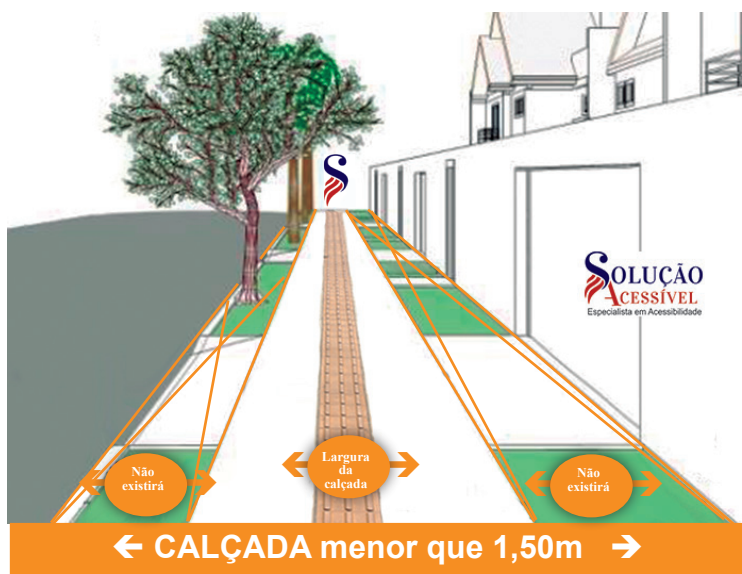 SOLUÇÃO
ACESSÍVEL
Especialista em Acessibilidade
Não
existirá
Largura
da
calçada
Não
existirá
← CALÇADA menor que 1,50m →